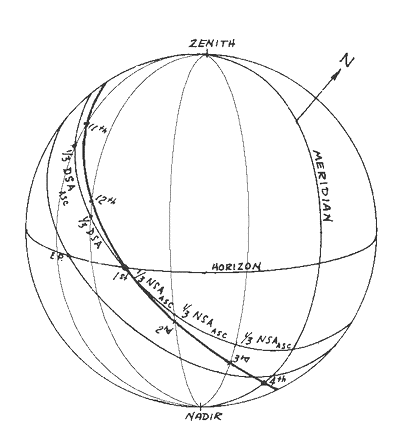 ZENITH
N
11th
1/3 DSA ASC
MERIDIAN
12th
1/3 DSA
E.P.
HORIZON
1st
1/3 NSA ASC
1/3 NSA ASC
1/3 NSA ASC
2nd
3rd
4th
NADIR